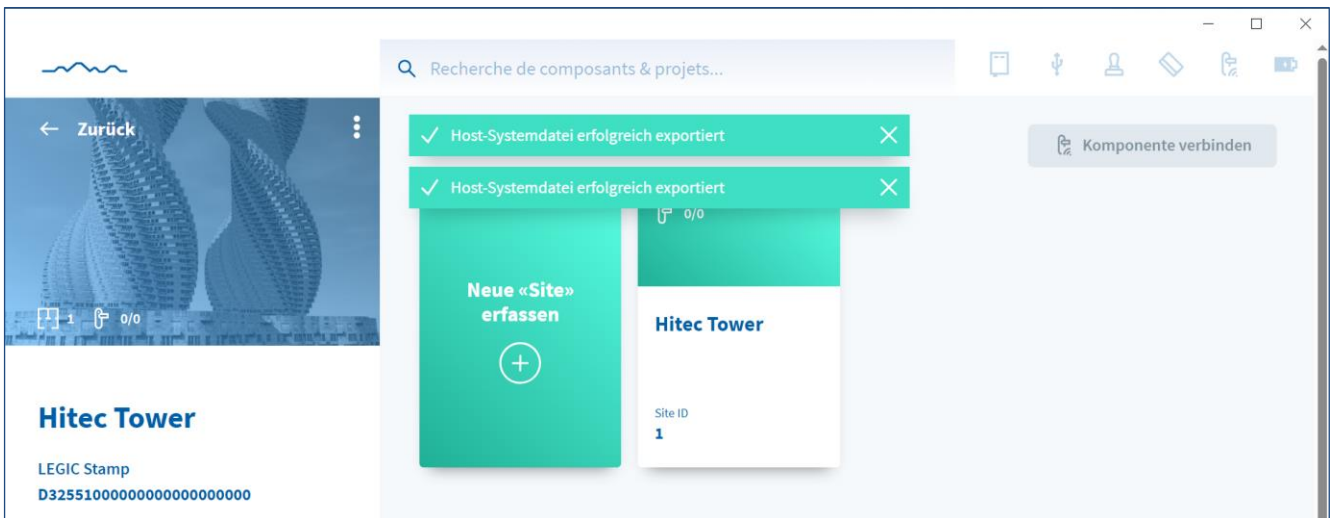 Recherche de composants & projets...
Zurück
Host-Systemdatei erfolgreich exportiert
Komponente verbinden
Host-Systemdatei erfolgreich exportiert
0/0
Neue «Site»
erfassen
1 0/0
Hitec Tower
Hitec Tower
Site ID
1
LEGIC Stamp
D32551000000000000000000